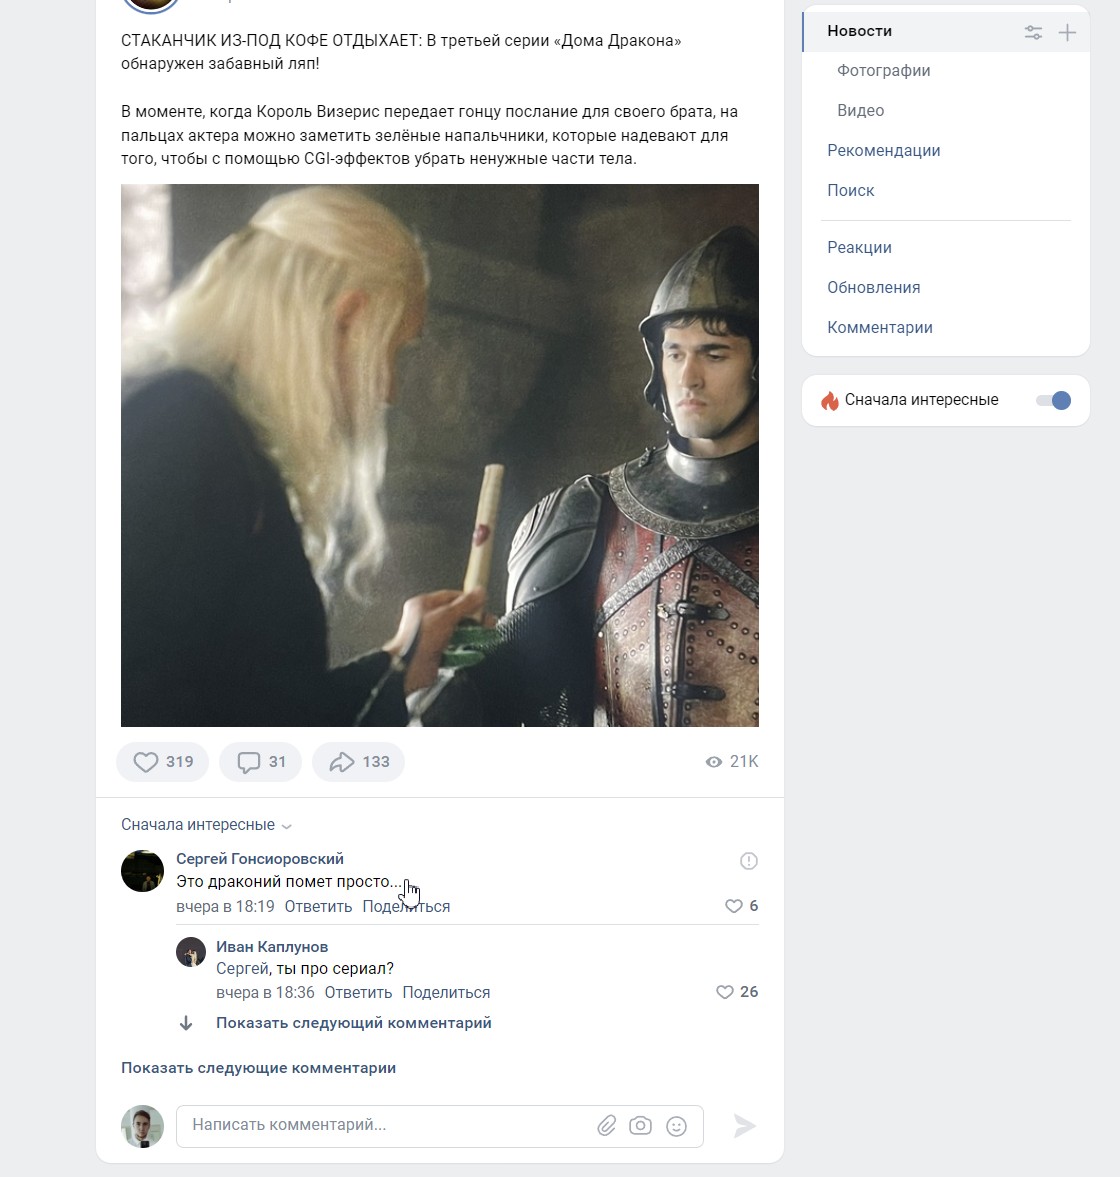 СТАКАНЧИК ИЗ-ПОД КОФЕ ОТДЫХАЕТ: В третьей серии «Дома Дракона»
обнаружен забавный ляп!
В моменте, когда Король Визерис передает гонцу послание для своего брата, на
пальцах актера можно заметить зелёные напальчники, которые надевают для
того, чтобы с помощью CGI-эффектов убрать ненужные части тела.
319
31
133
21K
Сначала интересные
Сергей Гонсиоровский
Это драконий помет просто...
вчера в 18:19 Ответить Поделиться
6
Иван Каплунов
Сергей, ты про сериал?
вчера в 18:36 Ответить Поделиться
26
Показать следующий комментарий
Показать следующие комментарии
Написать комментарий...
Новости
Фотографии
Видео
Рекомендации
Поиск
Реакции
Обновления
Комментарии
Сначала интересные